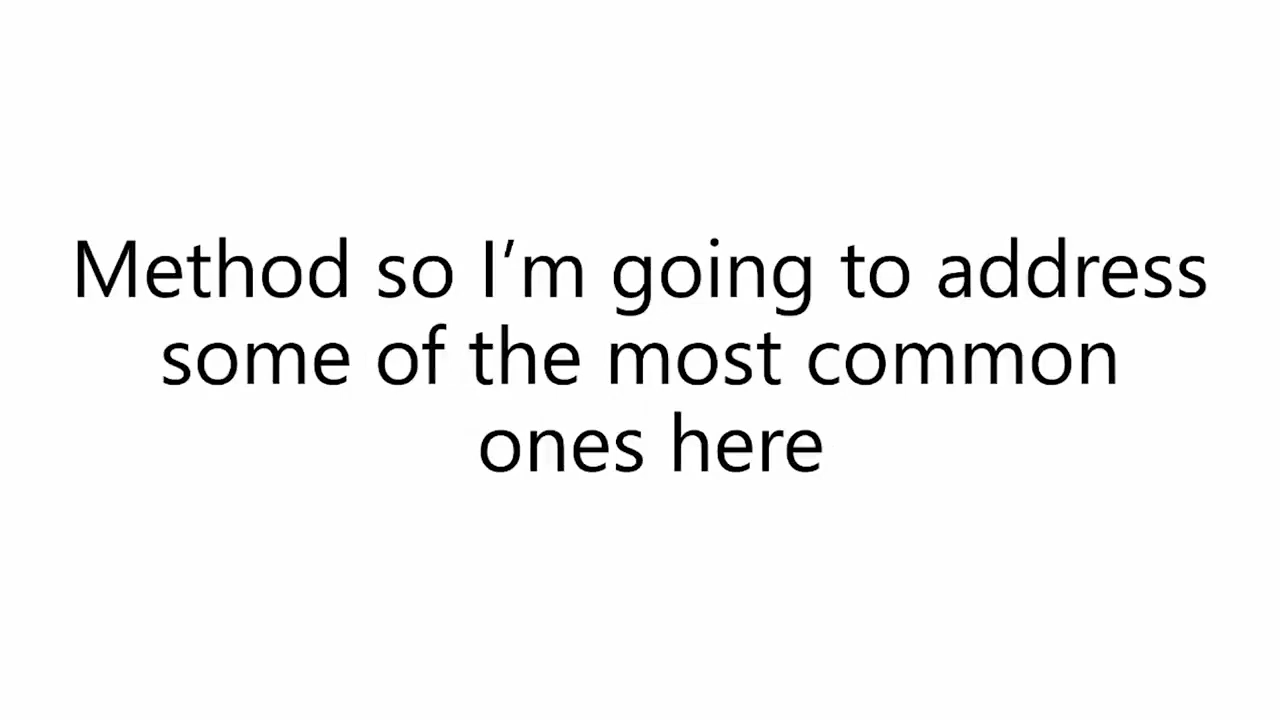 Method so I’m going to address
some of the most common
ones here